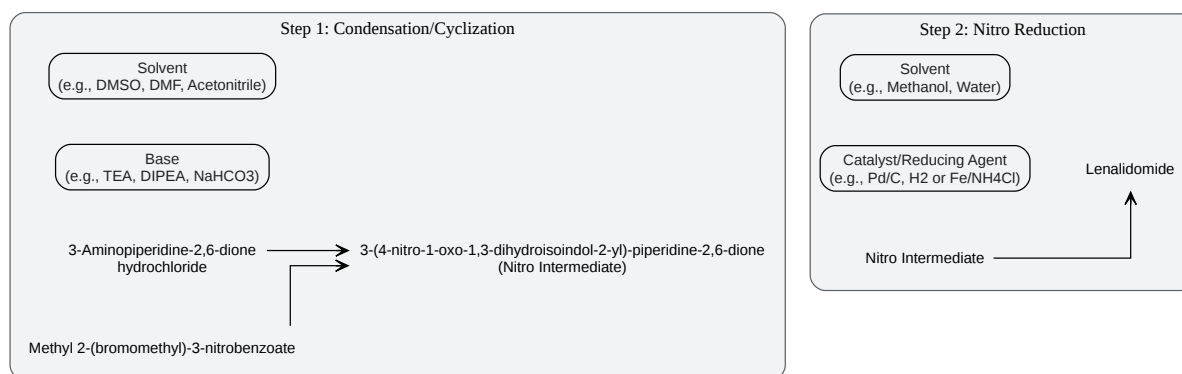 Step 1: Condensation/Cyclization
Solvent
(e.g., DMSO, DMF, Acetonitrile)
Base
(e.g., TEA, DIPEA, NaHCO3)
3-Aminopiperidine-2,6-dione
hydrochloride
3-(4-nitro-1-oxo-1,3-dihydroisoindol-2-yl)-piperidine-2,6-dione
(Nitro Intermediate)
Methyl 2-(bromomethyl)-3-nitrobenzoate
Step 2: Nitro Reduction
Solvent
(e.g., Methanol, Water)
Catalyst/Reducing Agent
(e.g., Pd/C, H2 or Fe/NH4Cl)
Lenalidomide
Nitro Intermediate